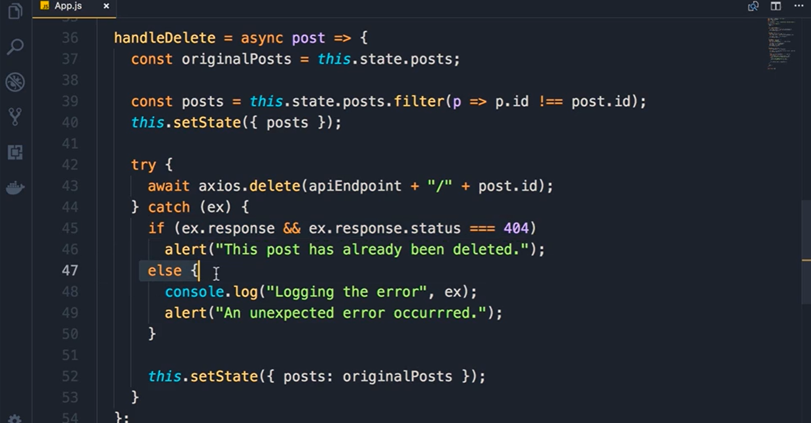 App.js ×
36 handleDelete = async post => {
37 const originalPosts = this.state.posts;
38
39 const posts = this.state.posts.filter(p => p.id !== post.id);
40 this.setState({ posts });
41
42 try {
43 await axios.delete(apiEndpoint + "/" + post.id);
44 } catch (ex) {
45 if (ex.response && ex.response.status === 404)
46 alert("This post has already been deleted.");
47 else {
48 console.log("Logging the error", ex);
49 alert("An unexpected error occurrred.");
50 }
51
52 this.setState({ posts: originalPosts });
53 }
54 };